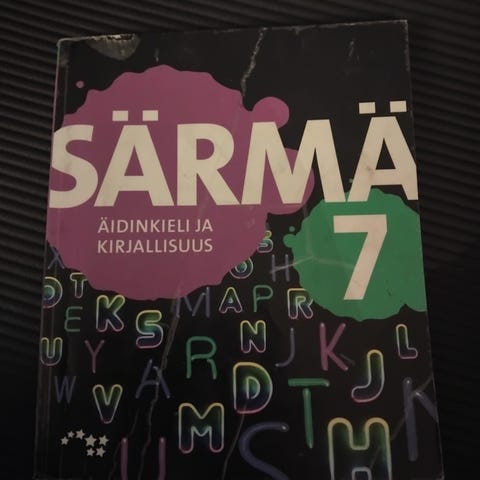 SÄRMÄ
ÄIDINKIELI JA
KIRJALLISUUS
7